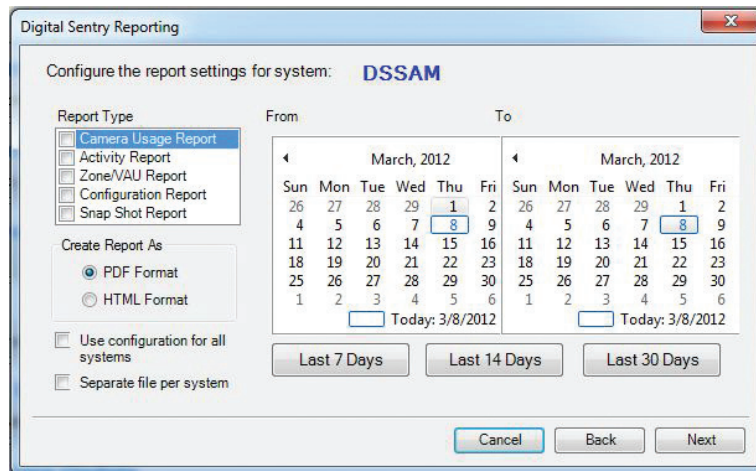 Digital Sentry Reporting
Configure the report settings for system: DSSAM
Report Type
Camera Usage Report
Activity Report
Zone/VAU Report
Configuration Report
Snap Shot Report
Create Report As
PDF Format
HTML Format
Use configuration for all
systems
Separate file per system
From
March, 2012
Sun Mon Tue Wed Thu Fri
26 27 28 29 1 2
4 5 6 7 8 9
11 12 13 14 15 16
18 19 20 21 22 23
25 26 27 28 29 30
1 2 3 4 5 6
Today: 3/8/2012
To
March, 2012
Sun Mon Tue Wed Thu Fri
26 27 28 29 1 2
4 5 6 7 8 9
11 12 13 14 15 16
18 19 20 21 22 23
25 26 27 28 29 30
1 2 3 4 5 6
Today: 3/8/2012
Last 7 Days
Last 14 Days
Last 30 Days
Cancel
Back
Next